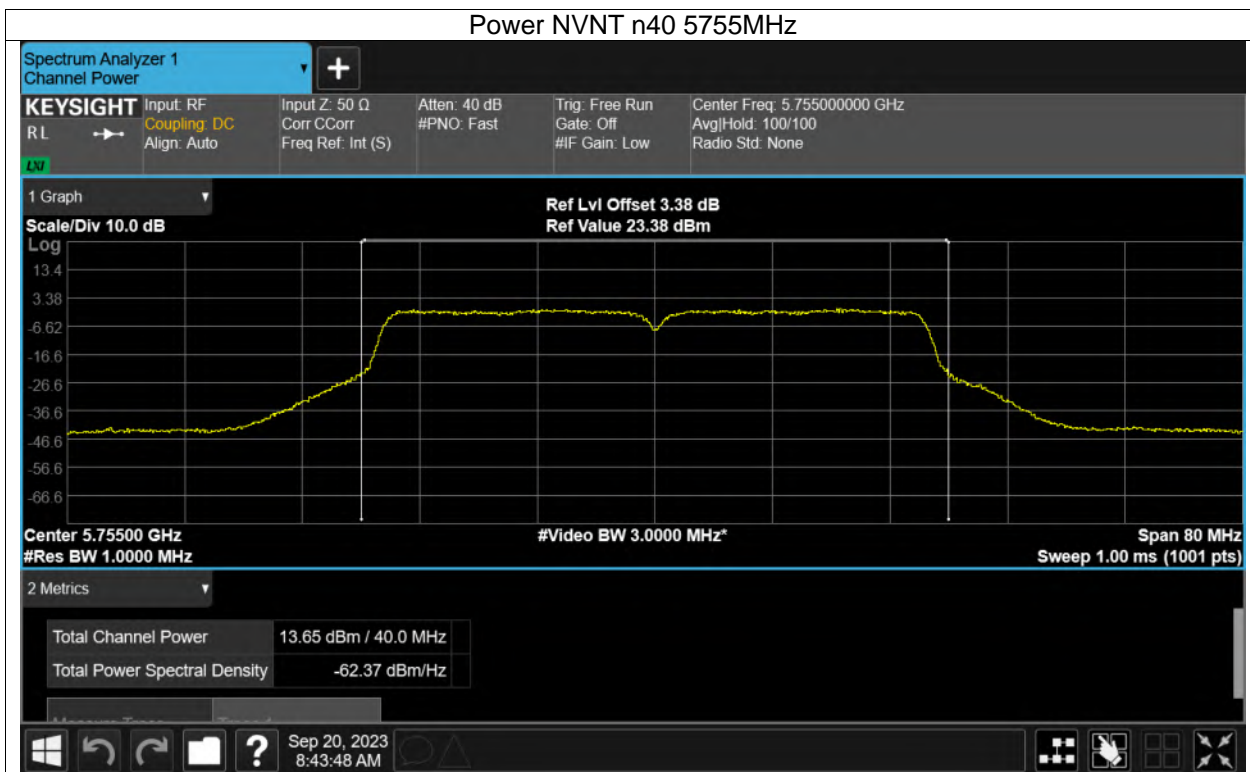 Power NVNT n40 5755MHz
Spectrum Analyzer 1
Channel Power
+
KEYSIGHT Input: RF Input Z: 50 Ω Atten: 40 dB Trig: Free Run Center Freq: 5.755000000 GHz
RL Coupling: DC Corr CCorr #PNO: Fast Gate: Off Avg|Hold: 100/100
Align: Auto Freq Ref: Int (S) #IF Gain: Low Radio Std: None
LXI
1 Graph Ref Lvl Offset 3.38 dB
Scale/Div 10.0 dB Ref Value 23.38 dBm
Log
13.4
3.38
-6.62
-16.6
-26.6
-36.6
-46.6
-56.6
-66.6
Center 5.75500 GHz #Video BW 3.0000 MHz* Span 80 MHz
#Res BW 1.0000 MHz Sweep 1.00 ms (1001 pts)
2 Metrics
Total Channel Power 13.65 dBm / 40.0 MHz
Total Power Spectral Density -62.37 dBm/Hz
? Sep 20, 2023
8:43:48 AM